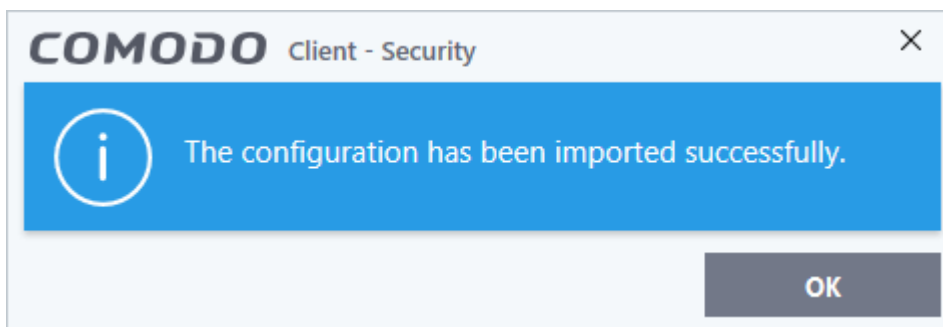 COMODO Client - Security
The configuration has been imported successfully.
OK